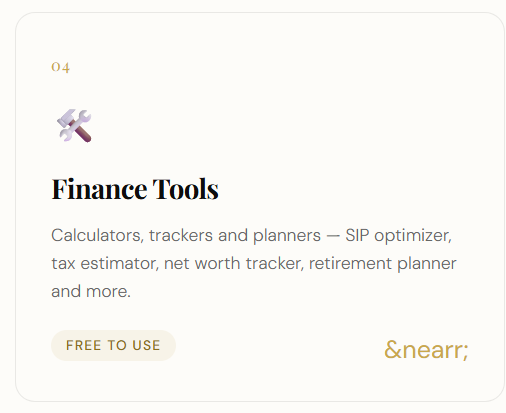 04
Finance Tools
Calculators, trackers and planners — SIP optimizer,
tax estimator, net worth tracker, retirement planner
and more.
FREE TO USE
&nearr;